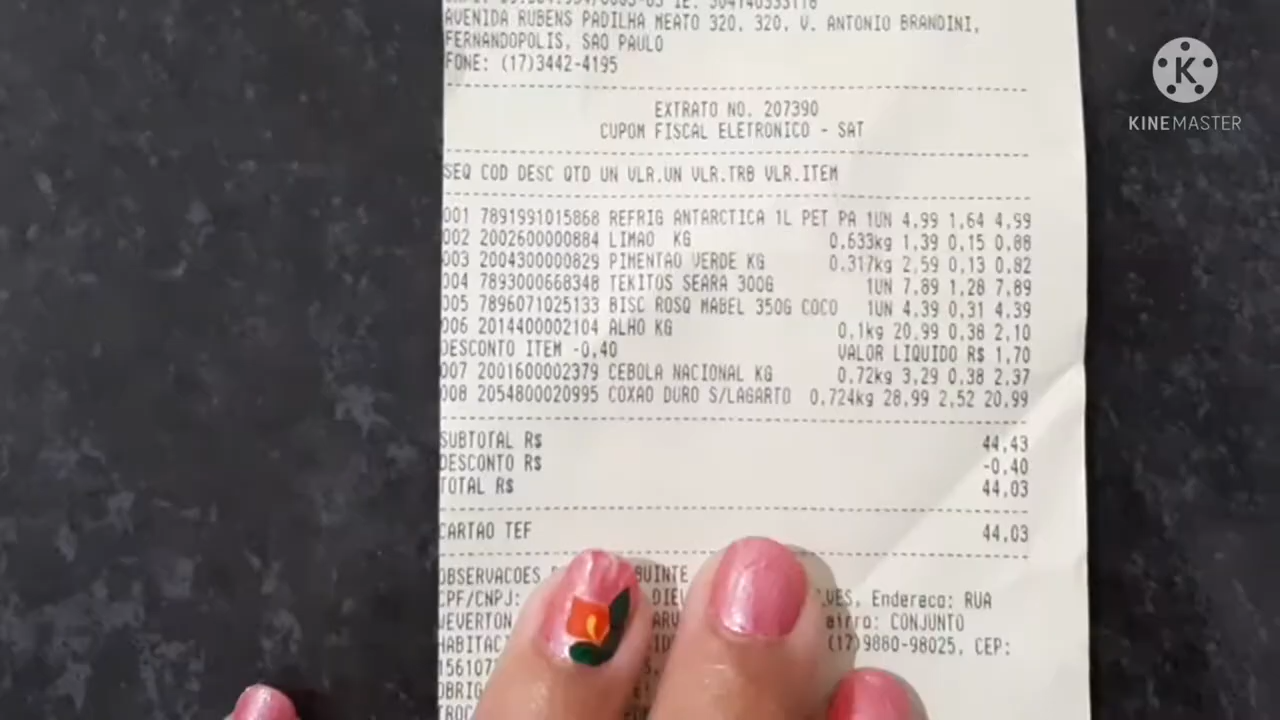 AVENIDA RUBENS PADILHA MEATO 320, 320, V. ANTONIO BRANDINI,
FERNANDOPOLIS, SAO PAULO
FONE: (17)3442-4195
EXTRATO NO. 207390
CUPOM FISCAL ELETRONICO - SAT
SEQ COD DESC QTD UN VLR.UN VLR.TRB VLR.ITEM
001 7891991015868 REFRIG ANTARCTICA 1L PET PA 1UN 4,99 1,64 4,99
002 2002600000884 LIMAO KG 0,633kg 1,39 0,15 0,88
003 2004300000829 PIMENTAO VERDE KG 0,317kg 2,59 0,13 0,82
004 7893000668348 TEKITOS SEARA 300G 1UN 7,89 1,28 7,89
005 7896071025133 BISC ROSQ MABEL 350G COCO 1UN 4,39 0,31 4,39
006 2014400002104 ALHO KG 0,1kg 20,99 0,38 2,10
DESCONTO ITEM -0,40 VALOR LIQUIDO R$ 1,70
007 2001600002379 CEBOLA NACIONAL KG 0,72kg 3,29 0,38 2,37
008 2054800020995 COXAO DURO S/LAGARTO 0,724kg 28,99 2,52 20,99
SUBTOTAL R$ 44,43
DESCONTO R$ -0,40
TOTAL R$ 44,03
CARTAO TEF 44,03
OBSERVACOES
CPF/CNPJ: Endereco: RUA
WEVERTON CONJUNTO
(17)9880-98025, CEP:
KINEMASTER